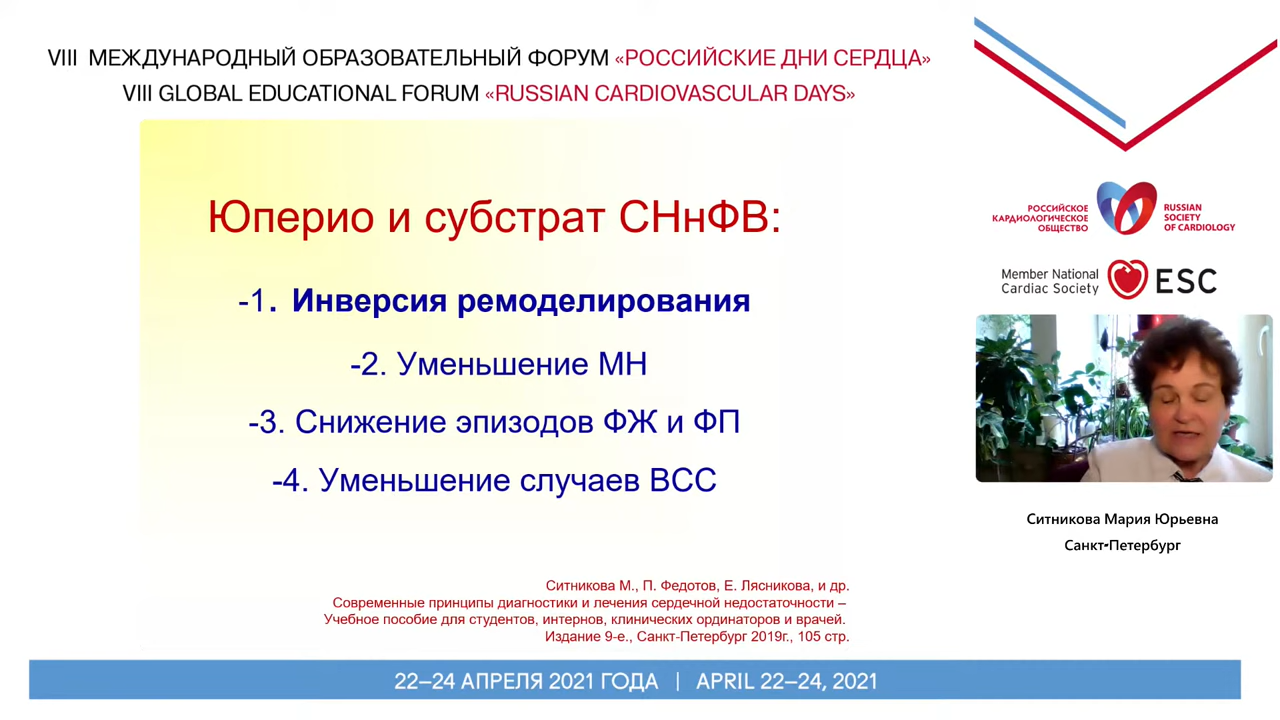 VIII МЕЖДУНАРОДНЫЙ ОБРАЗОВАТЕЛЬНЫЙ ФОРУМ «РОССИЙСКИЕ ДНИ СЕРДЦА»
VIII GLOBAL EDUCATIONAL FORUM «RUSSIAN CARDIOVASCULAR DAYS»
Юперио и субстрат СНнФВ:
-1. Инверсия ремоделирования
-2. Уменьшение МН
-3. Снижение эпизодов ФЖ и ФП
-4. Уменьшение случаев ВСС
Ситникова М., П. Федотов, Е. Лясникова, и др.
Современные принципы диагностики и лечения сердечной недостаточности –
Учебное пособие для студентов, интернов, клинических ординаторов и врачей.
Издание 9-е., Санкт-Петербург 2019г., 105 стр.
РОССИЙСКОЕ
КАРДИОЛОГИЧЕСКОЕ
ОБЩЕСТВО
RUSSIAN
SOCIETY
OF CARDIOLOGY
Member National
Cardiac Society
ESC
Ситникова Мария Юрьевна
Санкт-Петербург
22–24 АПРЕЛЯ 2021 ГОДА | APRIL 22–24, 2021